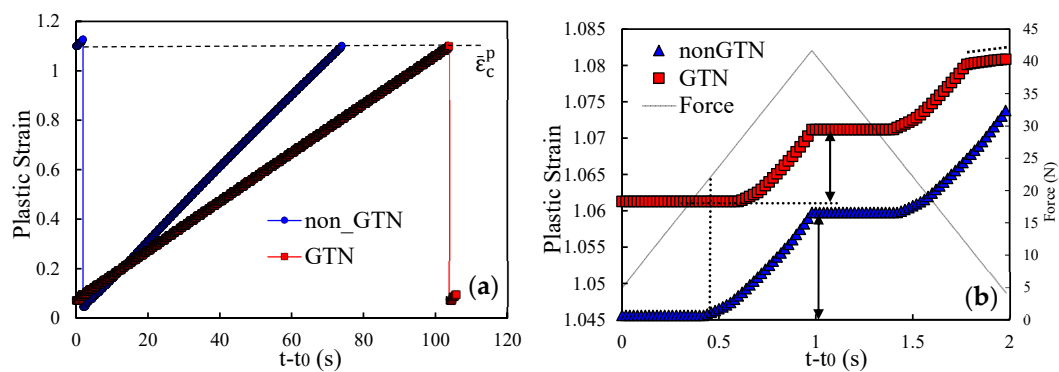 1.2
1
0.8
0.6
0.4
0.2
0
Plastic Strain
ε̄ᵖ_c
non_GTN
GTN
(a)
0 20 40 60 80 100 120
t-t0 (s)
1.085
1.08
1.075
1.07
1.065
1.06
1.055
1.05
1.045
Plastic Strain
nonGTN
GTN
Force
45
40
35
30
25
20
15
10
5
0
Force (N)
(b)
0 0.5 1 1.5 2
t-t0 (s)